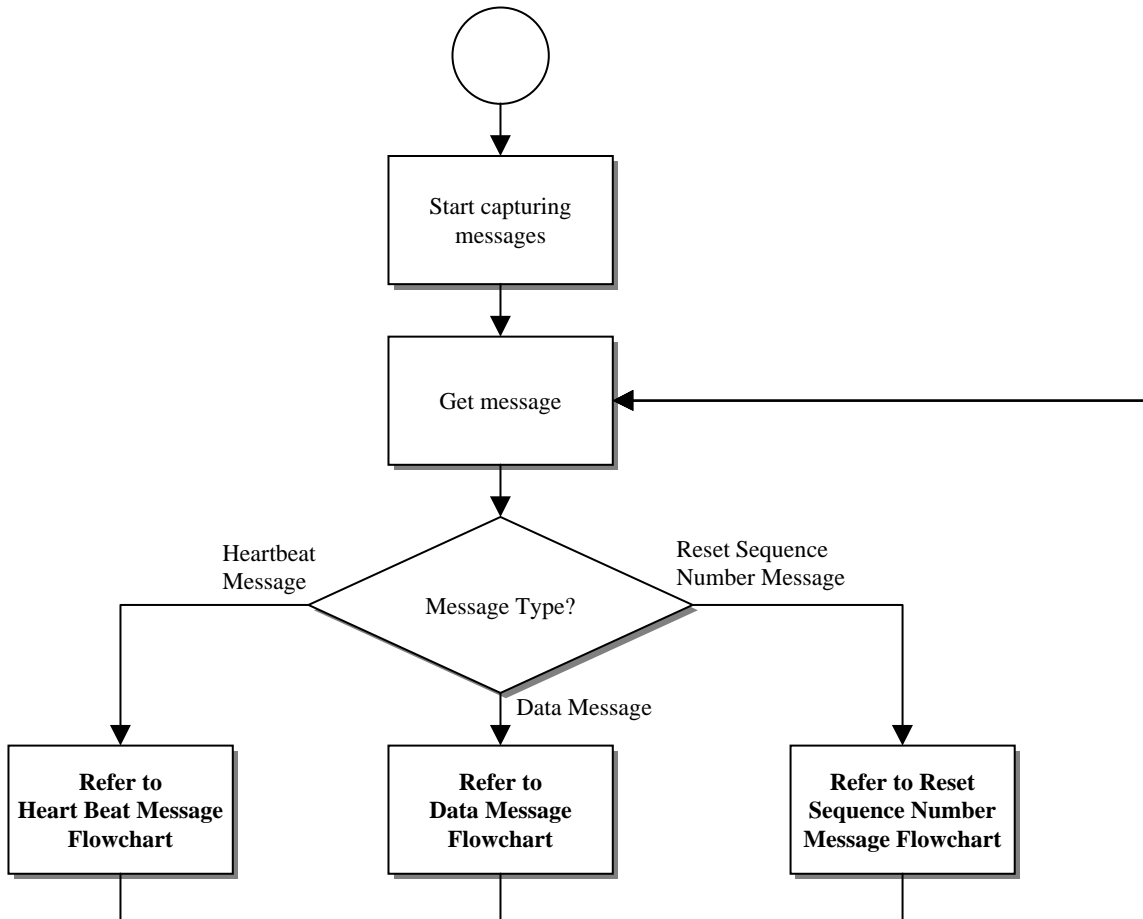 Start capturing
messages
Get message
Heartbeat
Message
Reset Sequence
Number Message
Message Type?
Data Message
Refer to
Heart Beat Message
Flowchart
Refer to
Data Message
Flowchart
Refer to Reset
Sequence Number
Message Flowchart